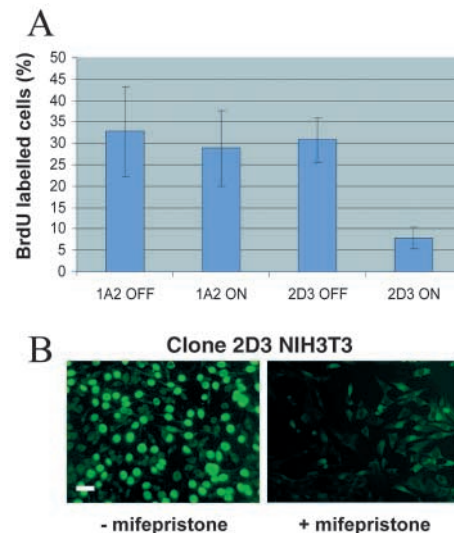 A
BrdU labelled cells (%)
50
45
40
35
30
25
20
15
10
5
0
1A2 OFF 1A2 ON 2D3 OFF 2D3 ON
B
Clone 2D3 NIH3T3
- mifepristone + mifepristone